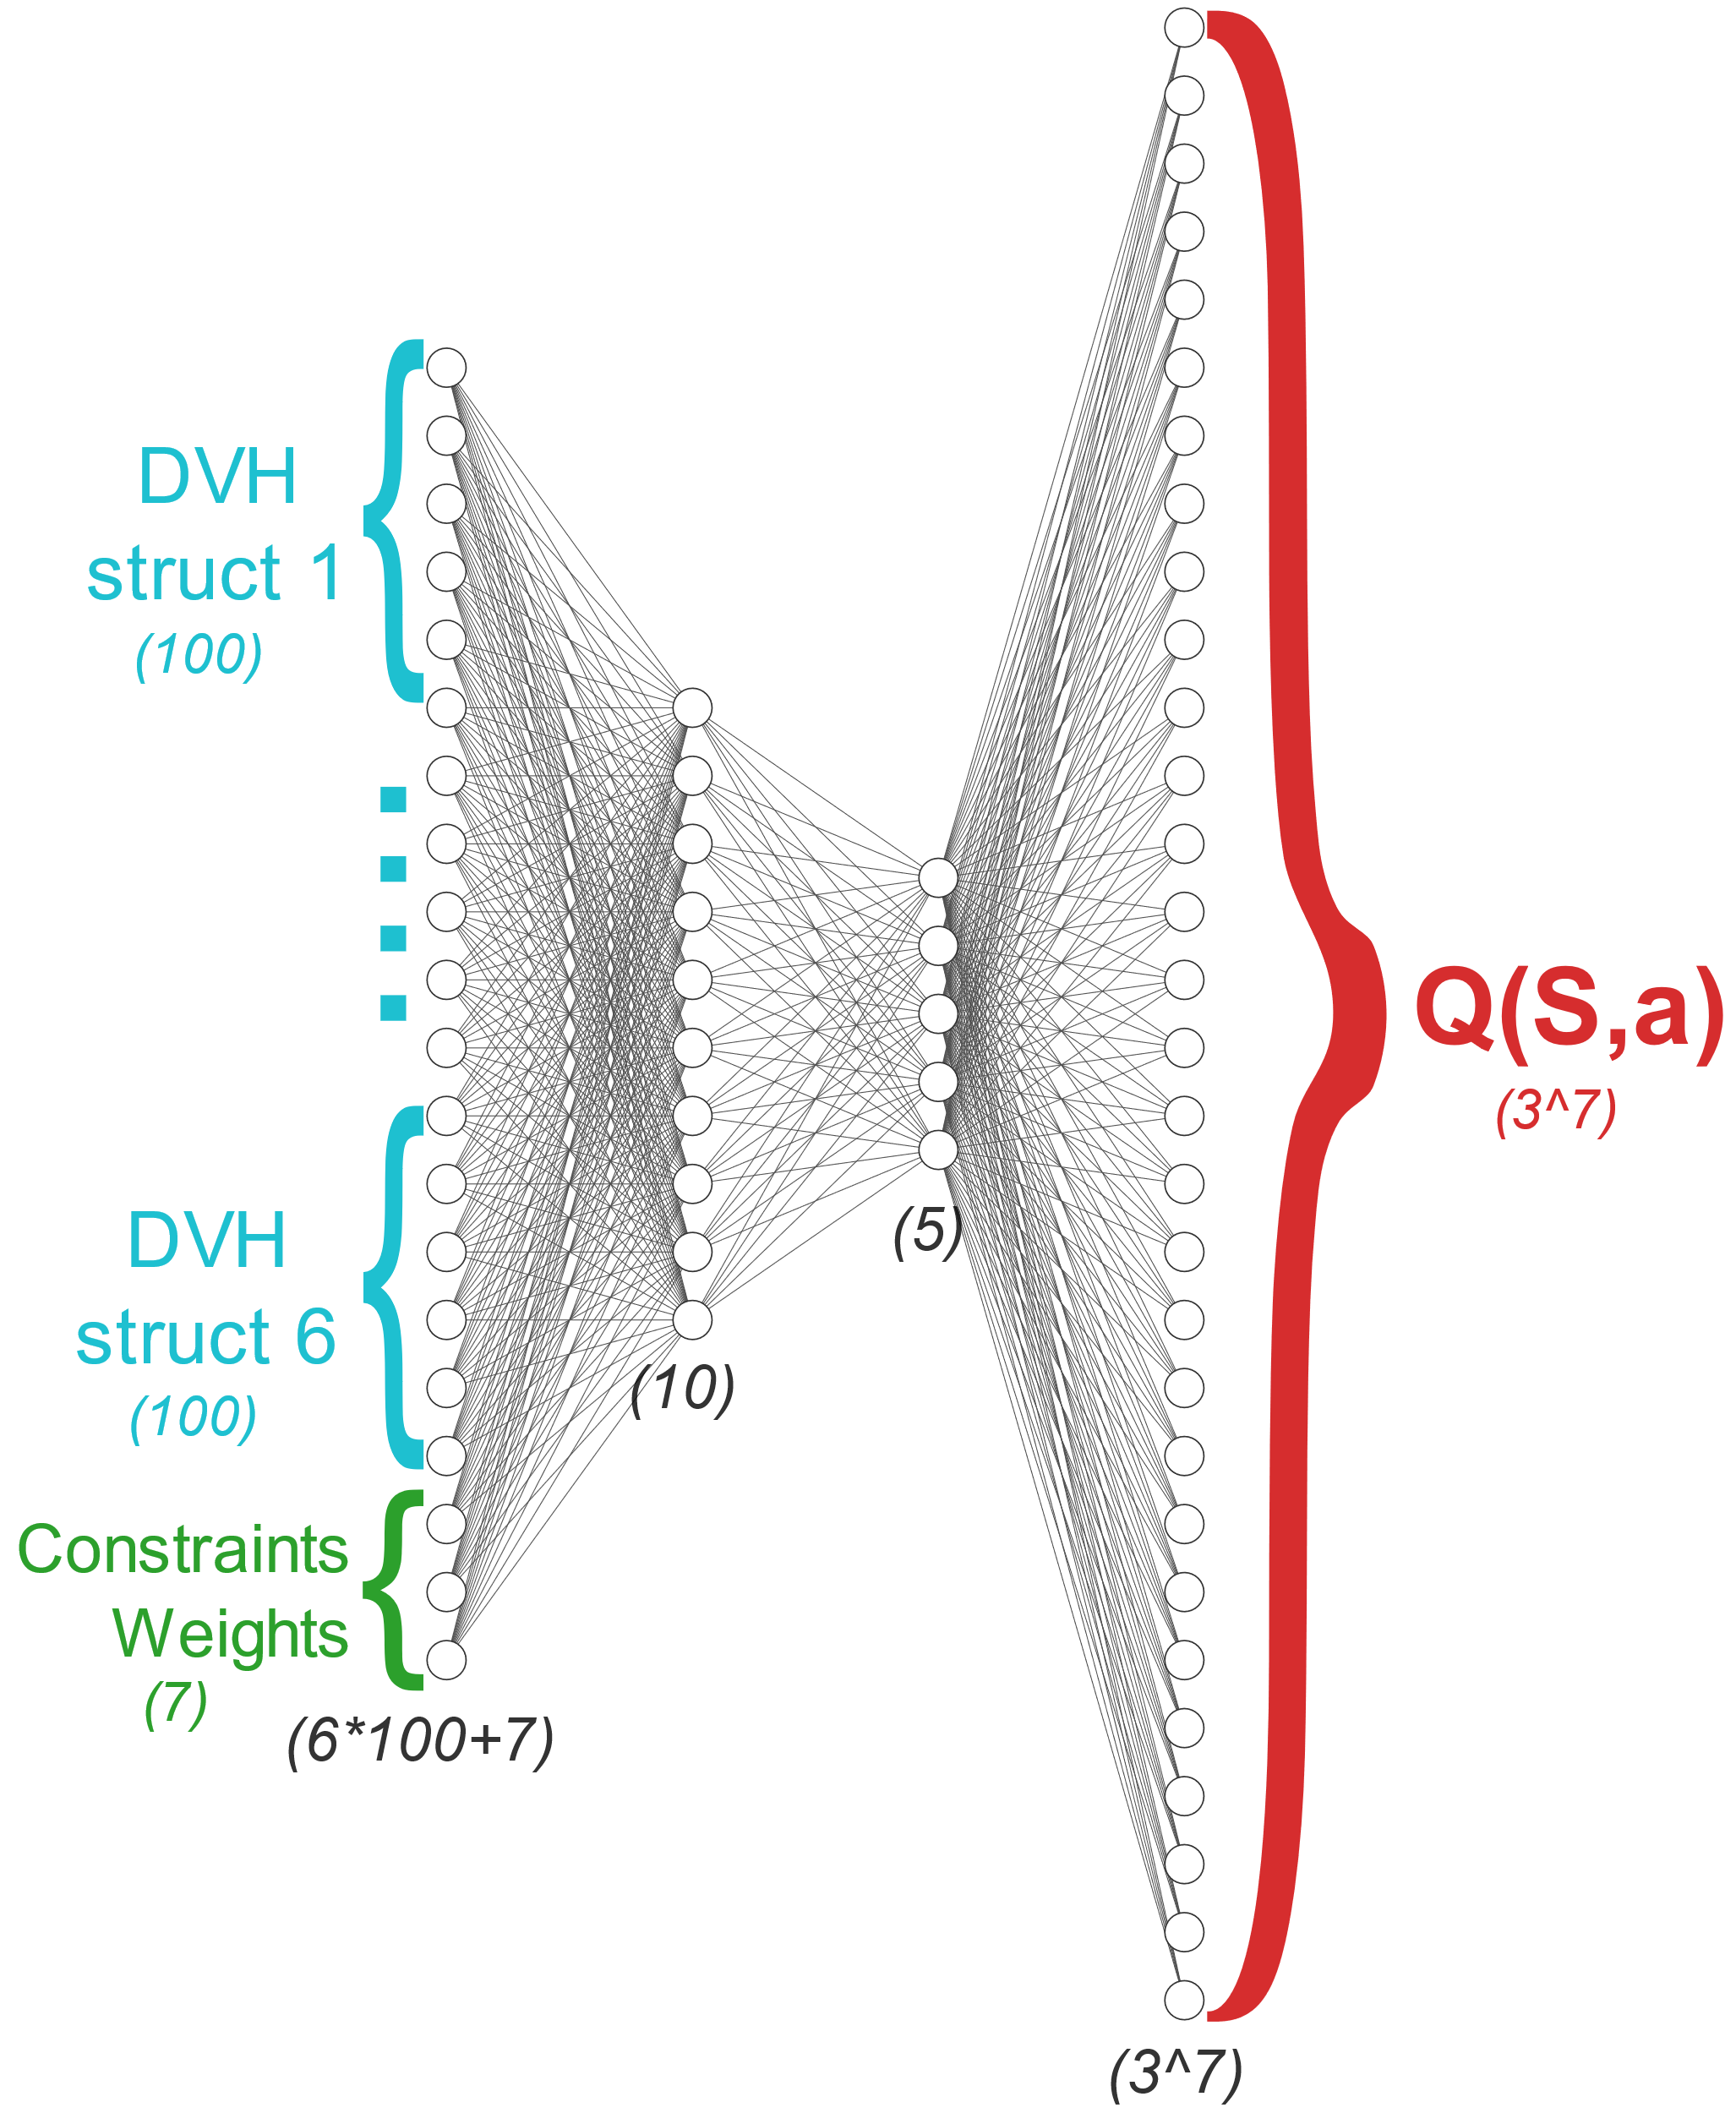 DVH
struct 1
(100)
DVH
struct 6
(100)
Constraints
Weights
(7)
(6*100+7)
(10)
(5)
(3^7)
Q(S,a)
(3^7)